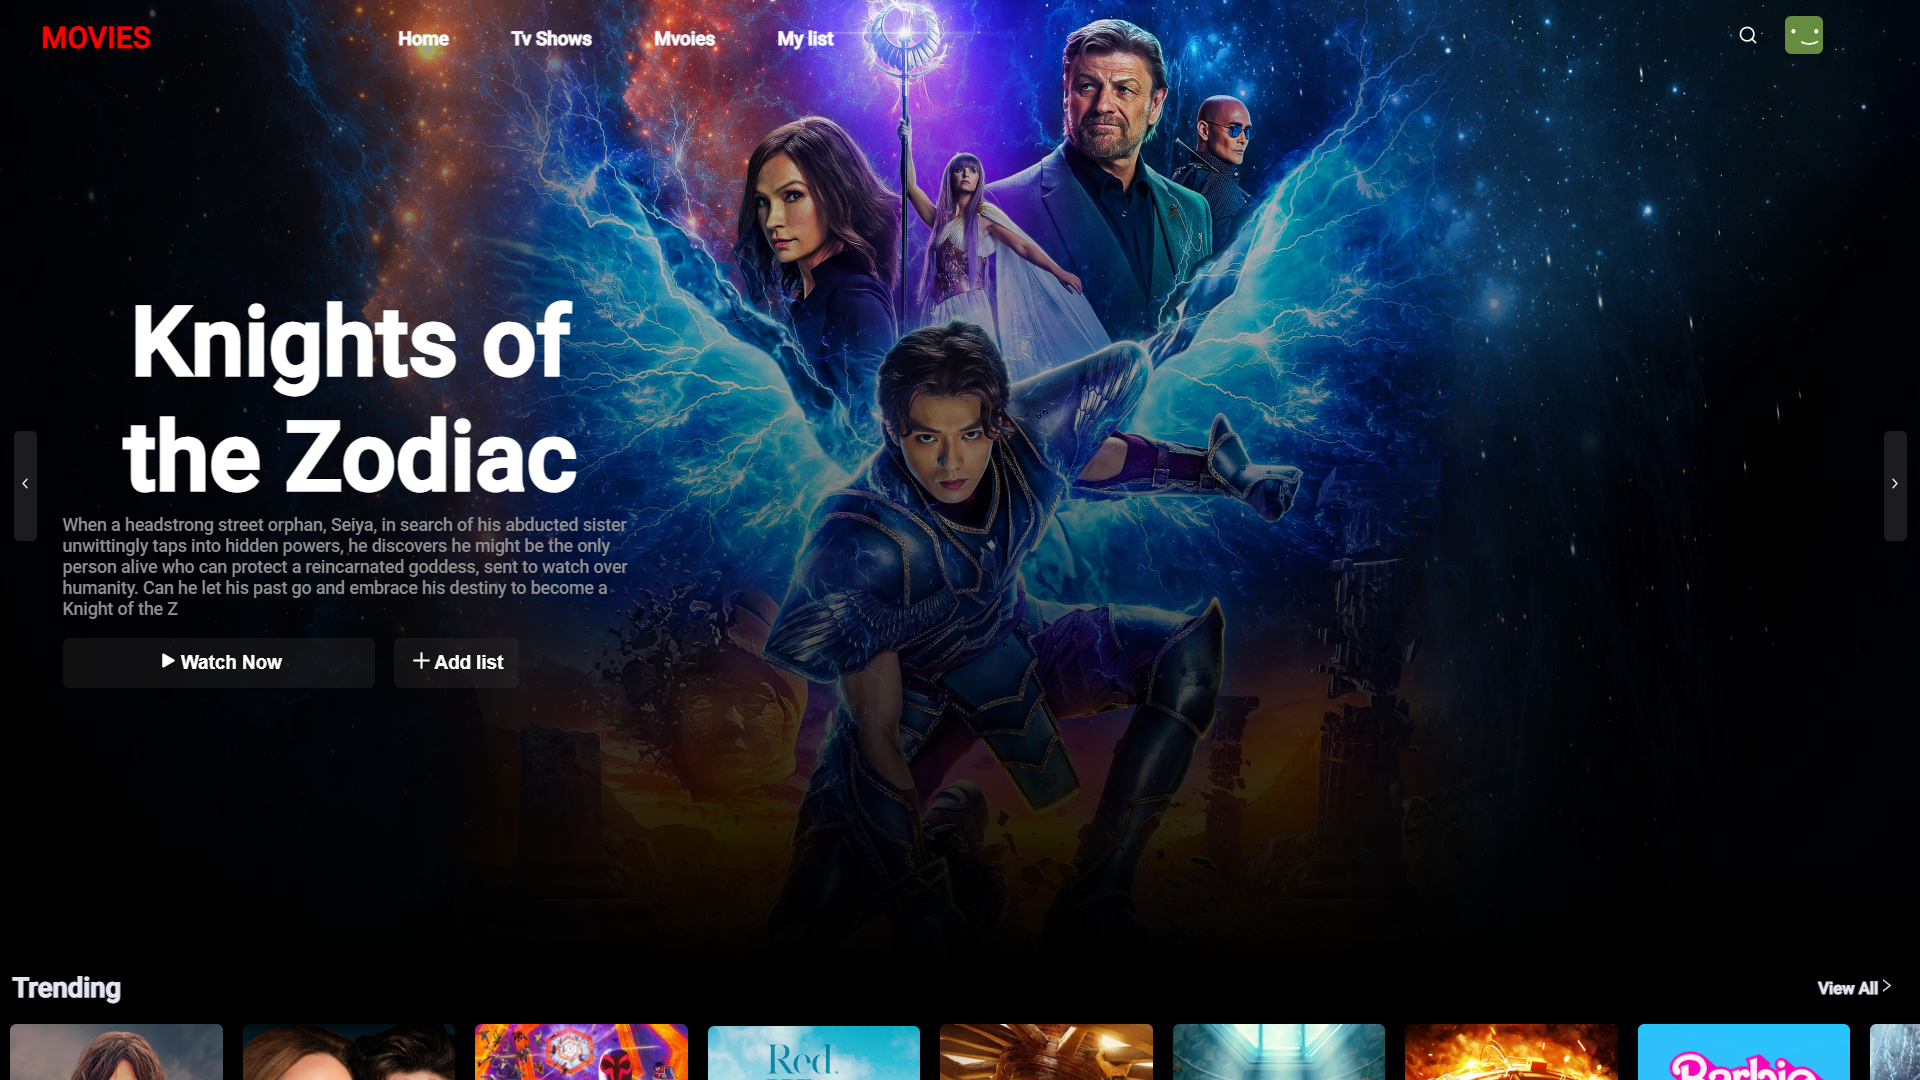 MOVIES
Home
Tv Shows
Mvoies
My list
Knights of
the Zodiac
When a headstrong street orphan, Seiya, in search of his abducted sister
unwittingly taps into hidden powers, he discovers he might be the only
person alive who can protect a reincarnated goddess, sent to watch over
humanity. Can he let his past go and embrace his destiny to become a
Knight of the Z
Watch Now
Add list
Trending
View All
Red,
Barbie